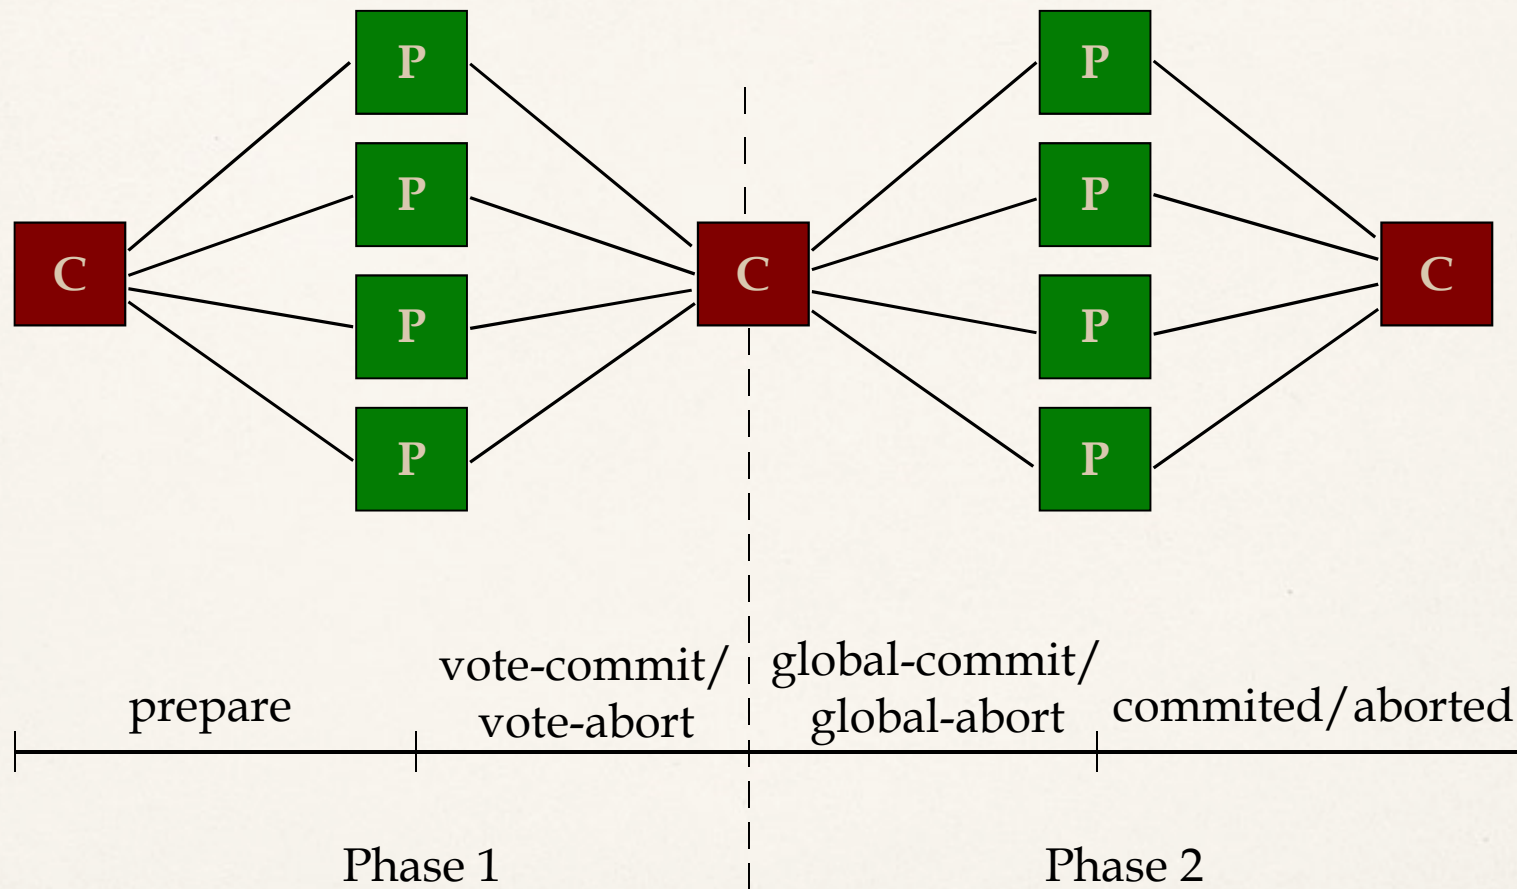 P
P
P
P
P
P
C
C
C
P
P
P
P
vote-commit/
global-commit/
prepare
vote-abort
global-abort
commited/aborted
Phase 1
Phase 2